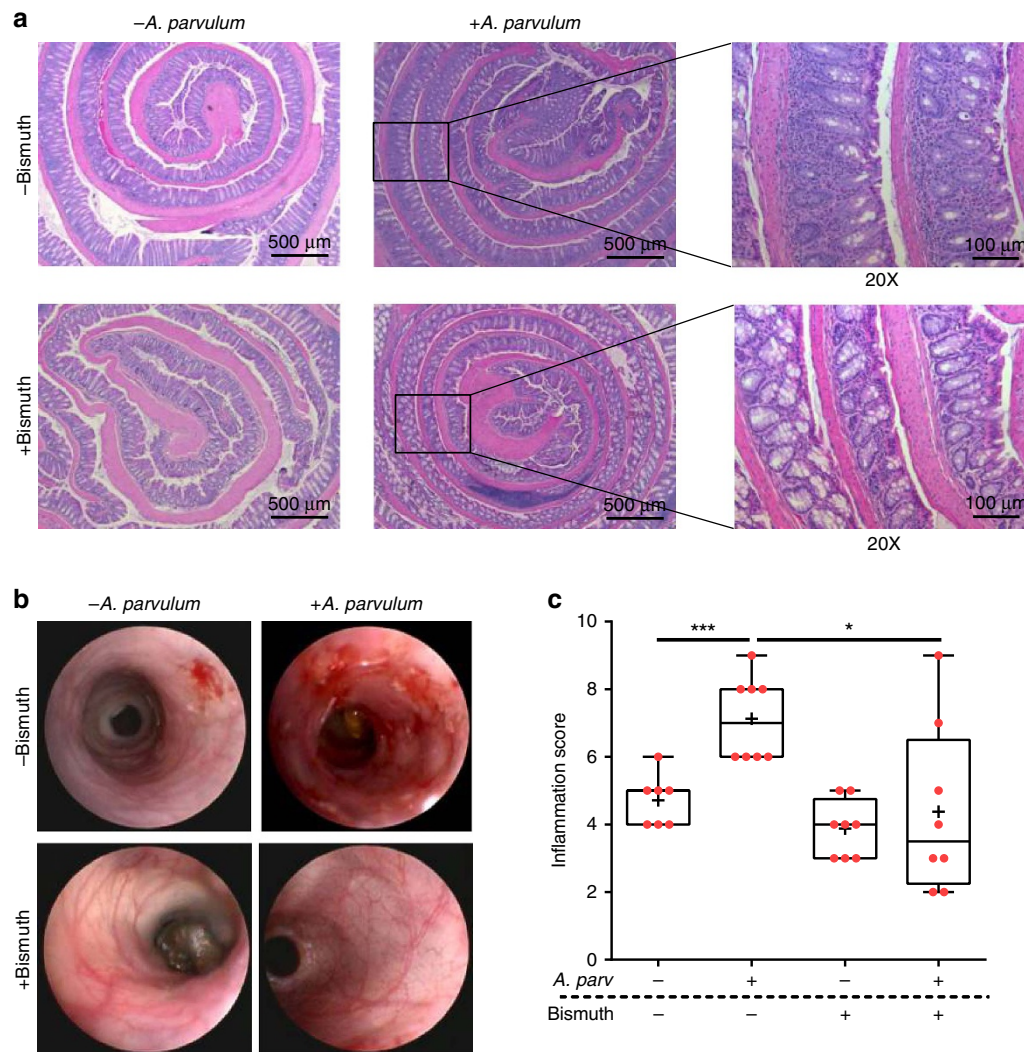 a
–A. parvulum
+A. parvulum
–Bismuth
500 µm
500 µm
100 µm
20X
+Bismuth
500 µm
500 µm
100 µm
20X
b
–A. parvulum
+A. parvulum
–Bismuth
+Bismuth
c
10
8
6
4
2
0
Inflammation score
***
*
+
+
+
+
A. parv – + – +
Bismuth – – + +